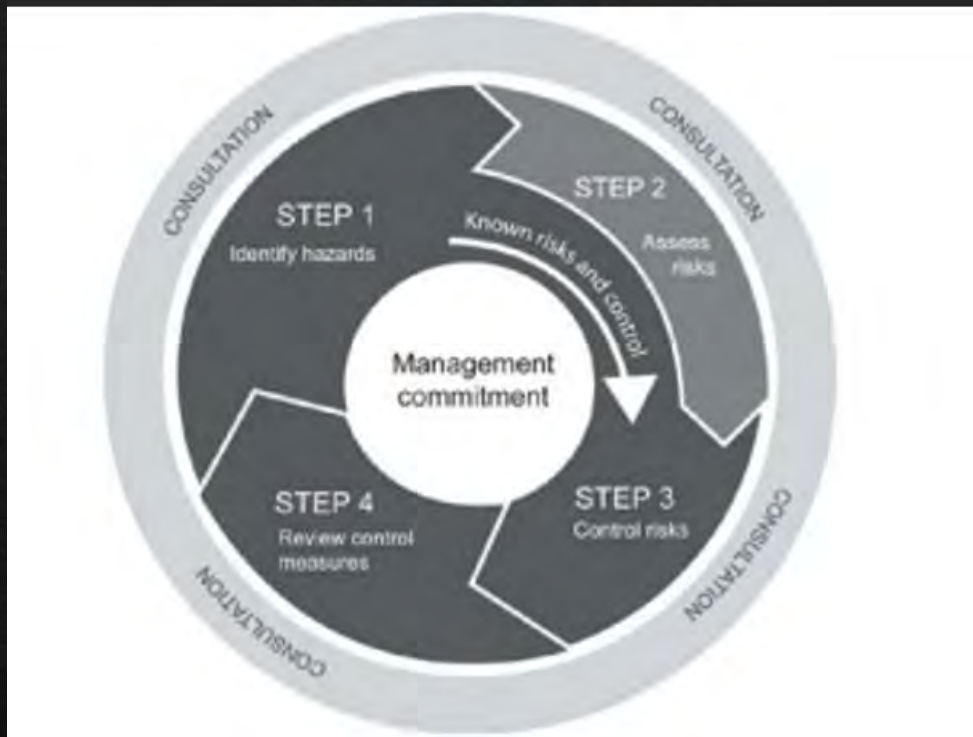 CONSULTATION
CONSULTATION
STEP 1
Identify hazards
STEP 2
Assess
risks
Known risks and control
Management
commitment
STEP 3
Control risks
STEP 4
Review control
measures
CONSULTATION
CONSULTATION